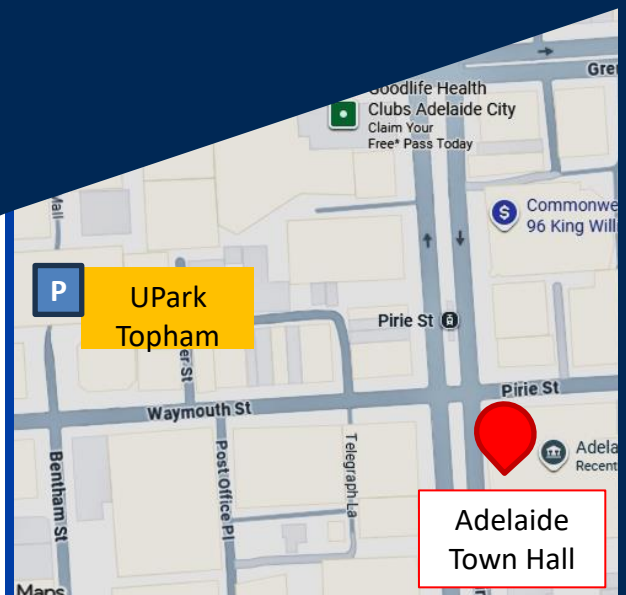 Goodlife Health
Clubs Adelaide City
Claim Your
Free* Pass Today
Mall
Commonwe
96 King Will
P
UPark
Topham
Pirie St
Pirie St
Waymouth St
Bentham St
Post Office Pl
Telegraph La
Adela
Recent
Adelaide
Town Hall
Maps